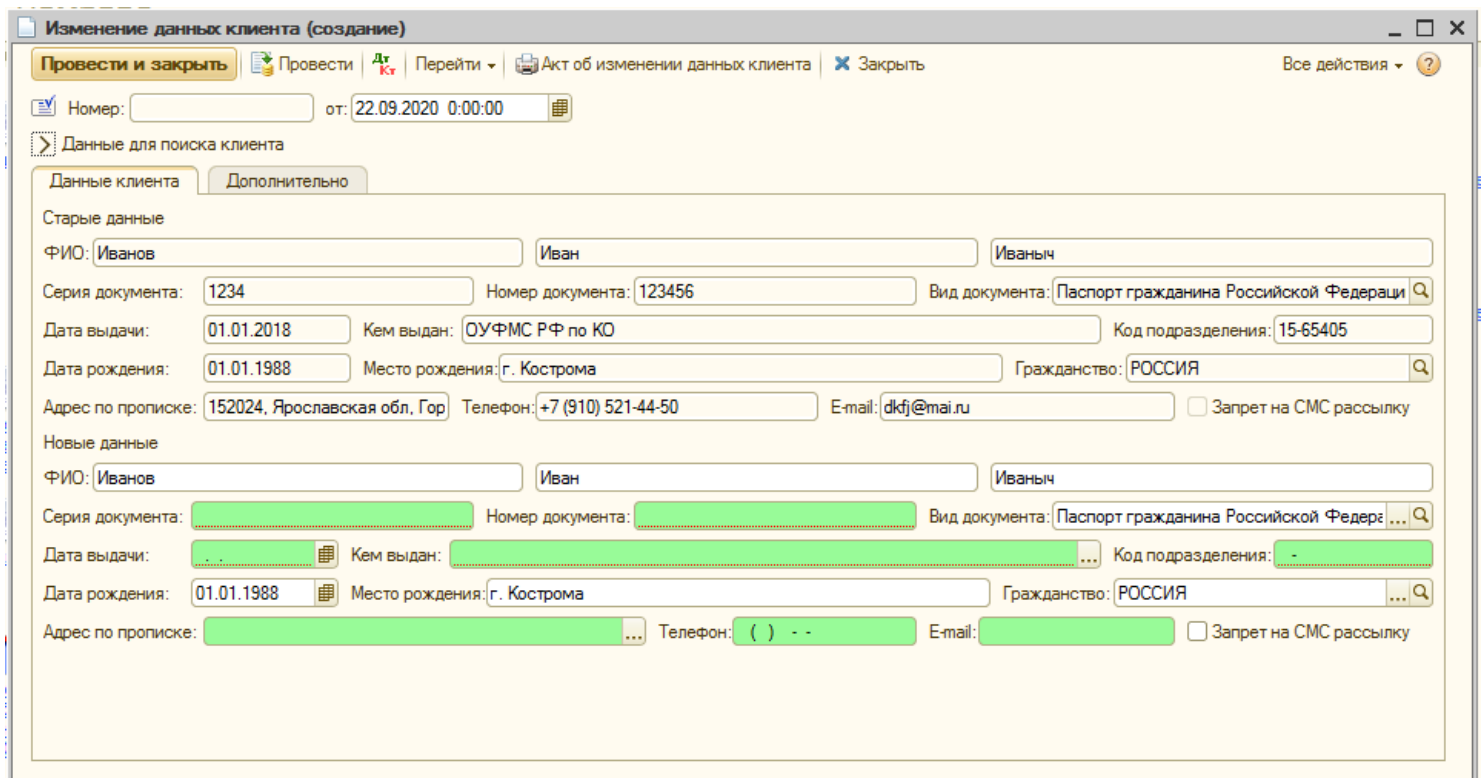 Изменение данных клиента (создание)
Провести и закрыть Провести Дт Кт Перейти Акт об изменении данных клиента Закрыть Все действия ?
Номер: от: 22.09.2020 0:00:00
Данные для поиска клиента
Данные клиента Дополнительно
Старые данные
ФИО: Иванов Иван Иваныч
Серия документа: 1234 Номер документа: 123456 Вид документа: Паспорт гражданина Российской Федераци
Дата выдачи: 01.01.2018 Кем выдан: ОУФМС РФ по КО Код подразделения: 15-65405
Дата рождения: 01.01.1988 Место рождения: г. Кострома Гражданство: РОССИЯ
Адрес по прописке: 152024, Ярославская обл, Гор Телефон: +7 (910) 521-44-50 E-mail: dkfj@mai.ru Запрет на СМС рассылку
Новые данные
ФИО: Иванов Иван Иваныч
Серия документа: Номер документа: Вид документа: Паспорт гражданина Российской Федера ...
Дата выдачи: . . Кем выдан: ... Код подразделения: -
Дата рождения: 01.01.1988 Место рождения: г. Кострома Гражданство: РОССИЯ ...
Адрес по прописке: ... Телефон: ( ) - - E-mail: Запрет на СМС рассылку